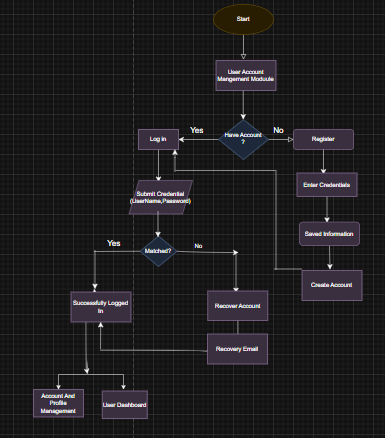 Start
User Account
Mangement Moduule
Yes
No
Log In
Have Account
?
Register
Enter Credentials
Submit Credential
(UserName,Password)
Saved Information
Yes
Matched?
No
Create Account
Successfully Logged
In
Recover Account
Recovery Email
Account And
Profile
Management
User Dashboard